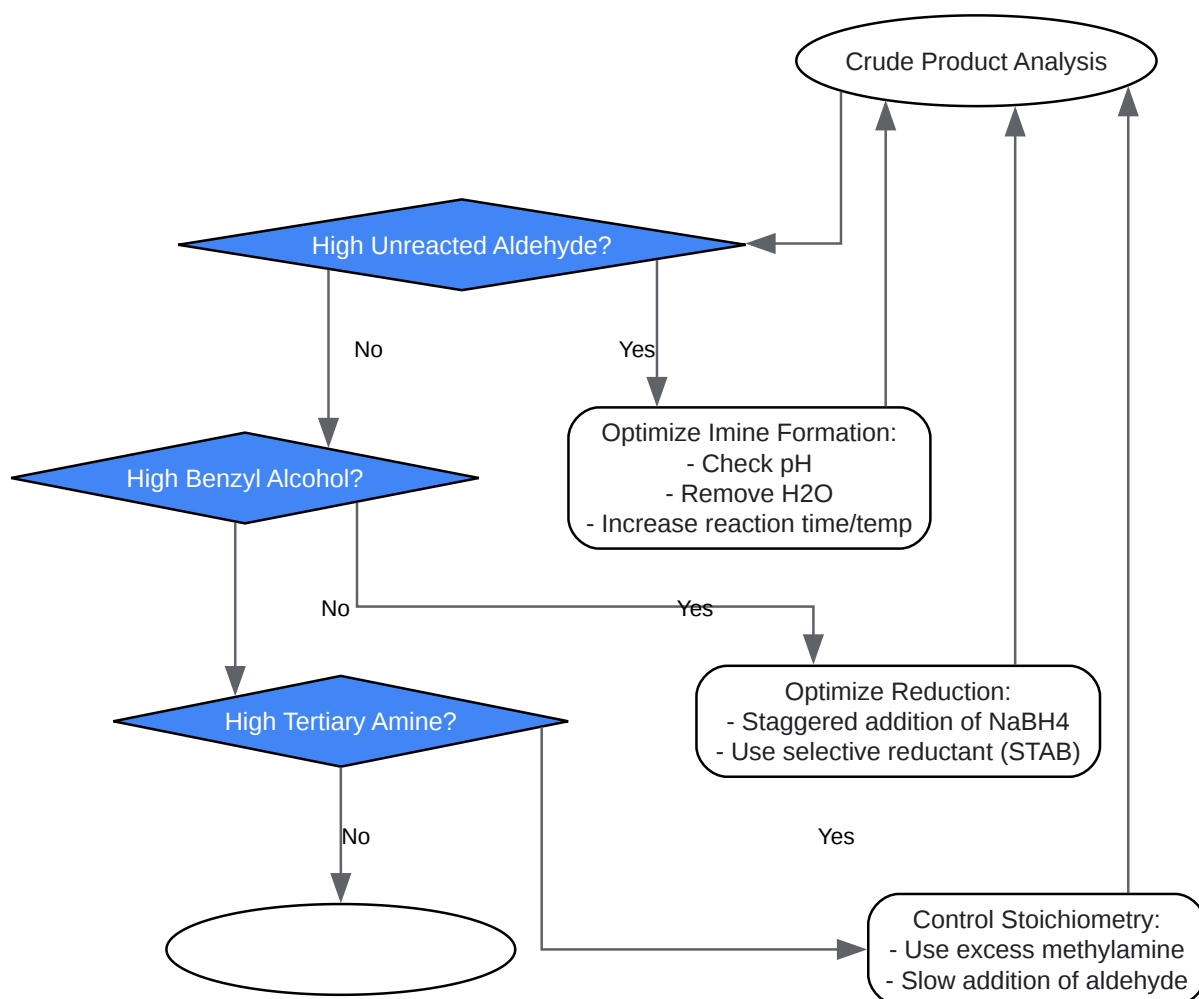 Crude Product Analysis
High Unreacted Aldehyde?
No
Yes
Optimize Imine Formation:
- Check pH
- Remove H2O
- Increase reaction time/temp
High Benzyl Alcohol?
No
Yes
Optimize Reduction:
- Staggered addition of NaBH4
- Use selective reductant (STAB)
High Tertiary Amine?
No
Yes
Control Stoichiometry:
- Use excess methylamine
- Slow addition of aldehyde